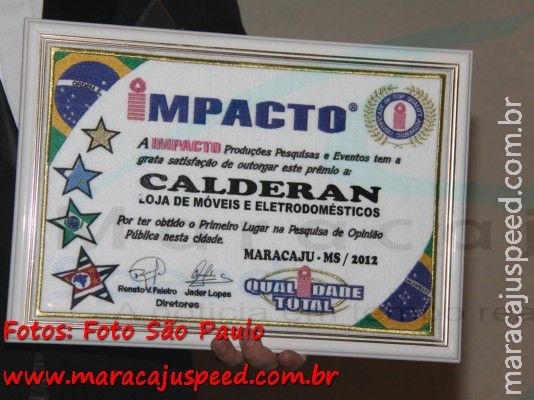 IMPACTO®
A IMPACTO Produções Pesquisas e Eventos tem a
grata satisfação de outorgar este prêmio a:
CALDERAN
LOJA DE MÓVEIS E ELETRODOMÉSTICOS
Por ter obtido o Primeiro Lugar na Pesquisa de Opinião
Pública nesta cidade.
MARACAJU - MS / 2012
Renato V. Faleiro Jader Lopes
Diretores
QUALIDADE
TOTAL
Fotos: Foto São Paulo
www.maracajuspeed.com.br
maracajuspeed.com.br